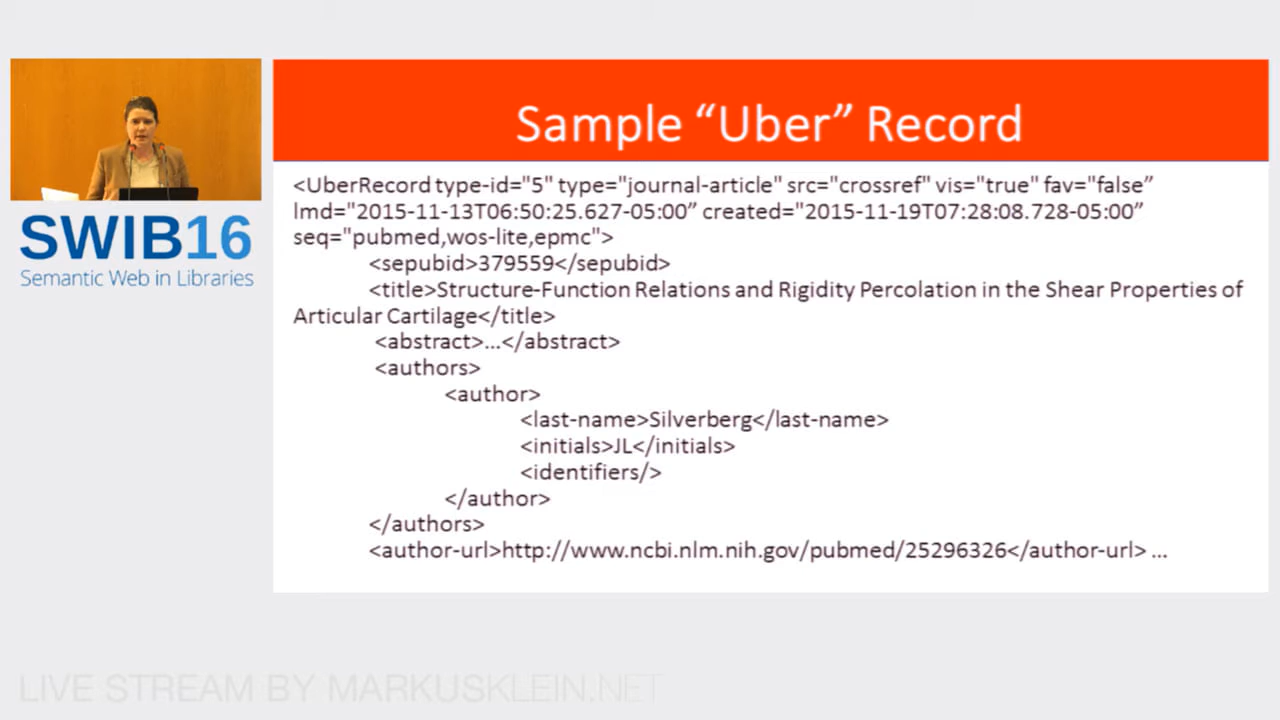 Sample “Uber” Record
<UberRecord type-id="5" type="journal-article" src="crossref" vis="true" fav="false”
lmd="2015-11-13T06:50:25.627-05:00” created="2015-11-19T07:28:08.728-05:00”
seq="pubmed,wos-lite,epmc">
<sepubid>379559</sepubid>
<title>Structure-Function Relations and Rigidity Percolation in the Shear Properties of
Articular Cartilage</title>
<abstract>...</abstract>
<authors>
<author>
<last-name>Silverberg</last-name>
<initials>JL</initials>
<identifiers/>
</author>
</authors>
<author-url>http://www.ncbi.nlm.nih.gov/pubmed/25296326</author-url> ...
SWIB16
Semantic Web in Libraries
LIVE STREAM BY MARKUSKLEIN.NET